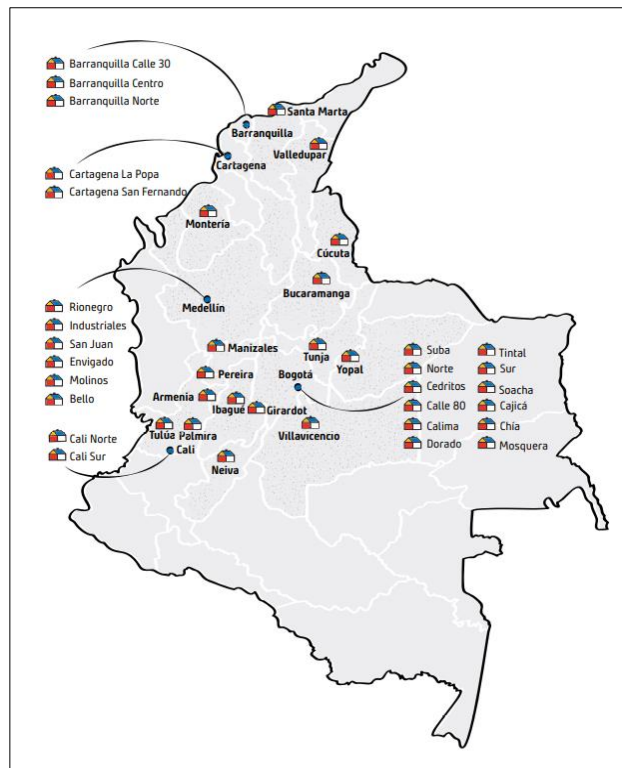 Barranquilla Calle 30
Barranquilla Centro
Barranquilla Norte
Santa Marta
Barranquilla
Valledupar
Cartagena
Cartagena La Popa
Cartagena San Fernando
Montería
Cúcuta
Bucaramanga
Medellín
Rionegro
Industriales
San Juan
Envigado
Molinos
Bello
Manizales
Tunja
Yopal
Pereira
Bogotá
Armenia
Ibagué
Girardot
Villavicencio
Suba
Norte
Cedritos
Calle 80
Calima
Dorado
Tintal
Sur
Soacha
Cajicá
Chía
Mosquera
Cali Norte
Cali Sur
Tulúa
Palmira
Cali
Neiva